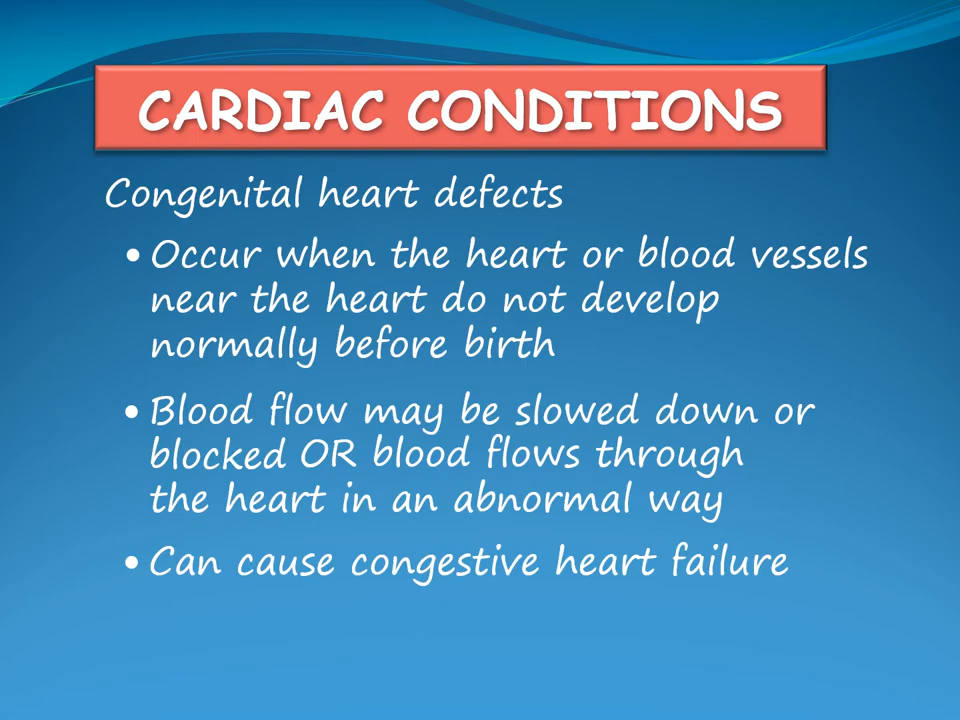 CARDIAC CONDITIONS
Congenital heart defects
• Occur when the heart or blood vessels
near the heart do not develop
normally before birth
• Blood flow may be slowed down or
blocked OR blood flows through
the heart in an abnormal way
• Can cause congestive heart failure